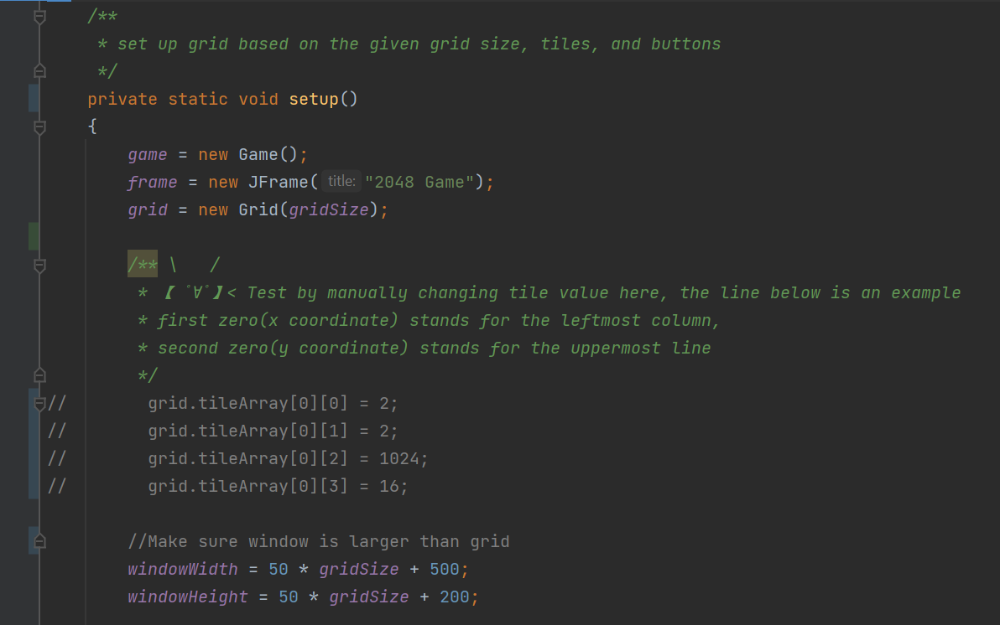 /**
 * set up grid based on the given grid size, tiles, and buttons
 */
private static void setup()
{
game = new Game();
frame = new JFrame( title: "2048 Game");
grid = new Grid(gridSize);
/** \   /
 * 【 ﾟ∀ﾟ】< Test by manually changing tile value here, the line below is an example
 * first zero(x coordinate) stands for the leftmost column,
 * second zero(y coordinate) stands for the uppermost line
 */
//        grid.tileArray[0][0] = 2;
//        grid.tileArray[0][1] = 2;
//        grid.tileArray[0][2] = 1024;
//        grid.tileArray[0][3] = 16;
//Make sure window is larger than grid
windowWidth = 50 * gridSize + 500;
windowHeight = 50 * gridSize + 200;